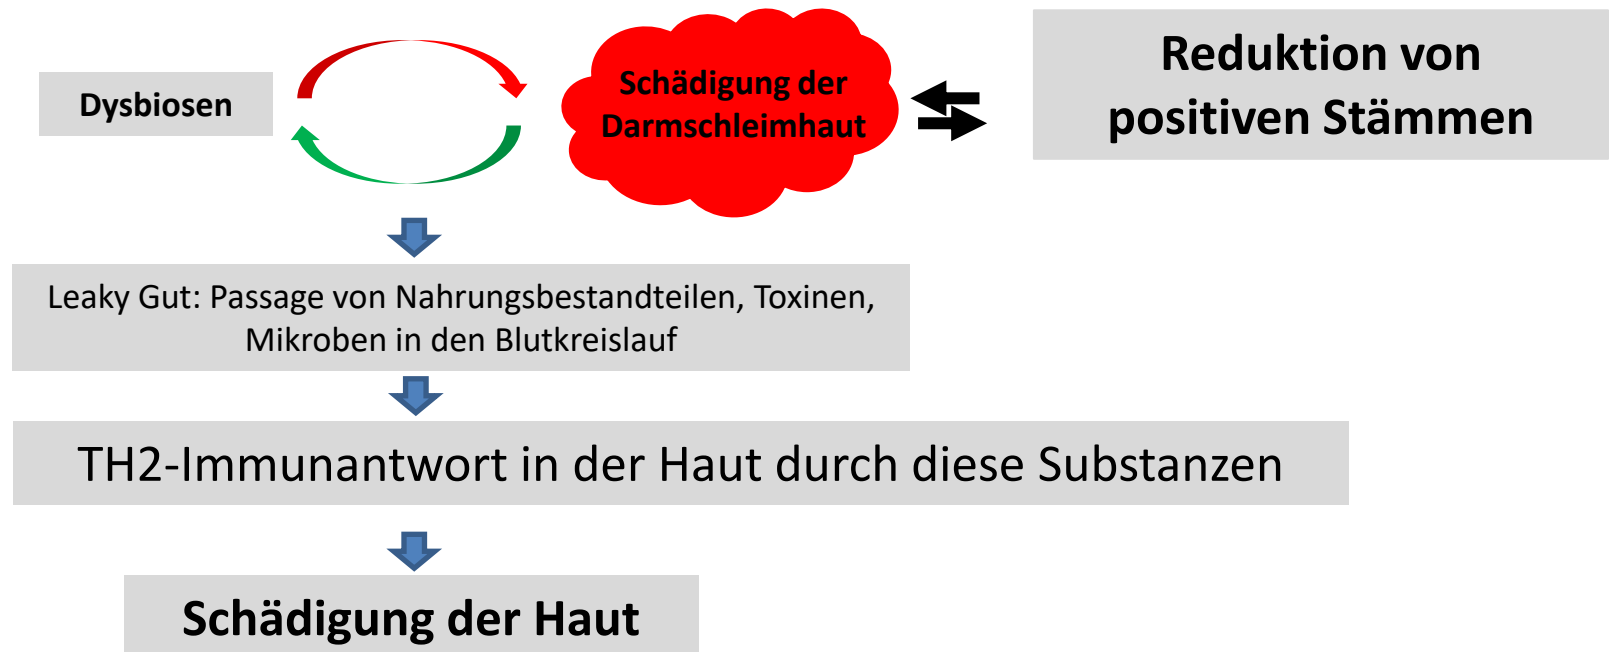 Dysbiosen
Schädigung der
Darmschleimhaut
Reduktion von
positiven Stämmen
Leaky Gut: Passage von Nahrungsbestandteilen, Toxinen,
Mikroben in den Blutkreislauf
TH2-Immunantwort in der Haut durch diese Substanzen
Schädigung der Haut